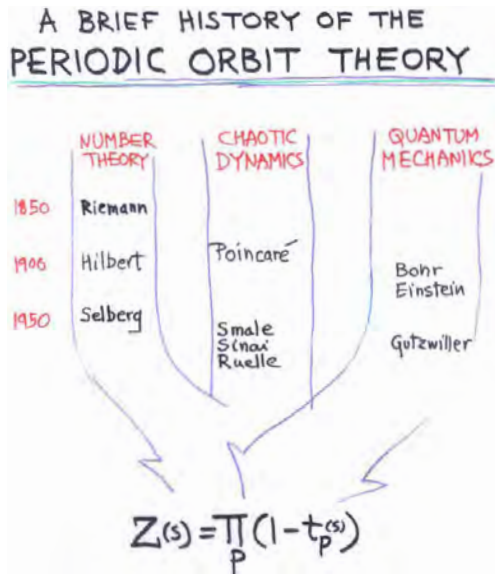 A BRIEF HISTORY OF THE
PERIODIC ORBIT THEORY
NUMBER THEORY
CHAOTIC DYNAMICS
QUANTUM MECHANIKS
1850
Riemann
Poincaré
1900
Hilbert
Bohr
Einstein
1950
Selberg
Smale
Sinai
Ruelle
Gutzwiller
Z(s) = ∏p (1 - tp(s))